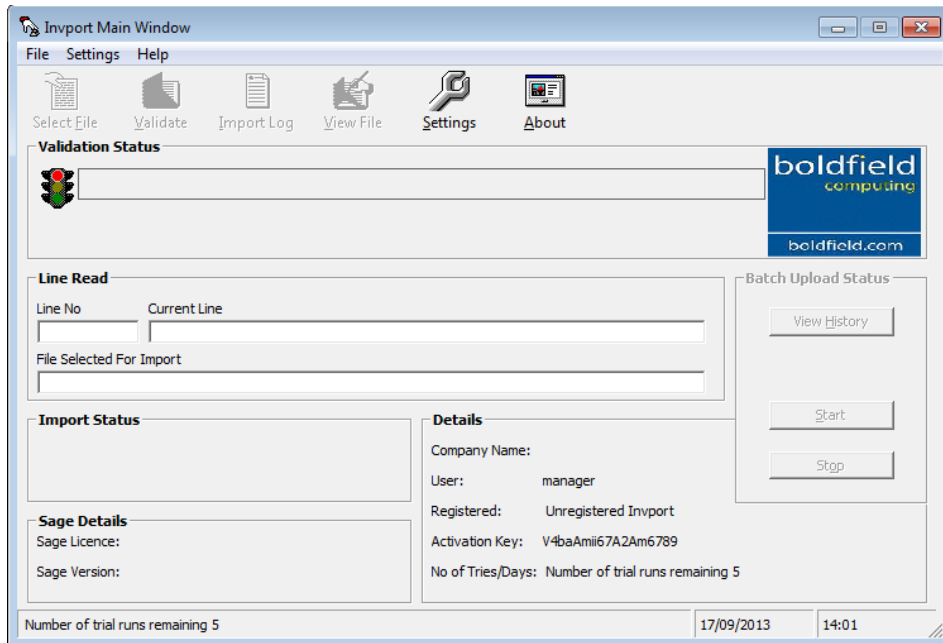 Invport Main Window
File Settings Help
Select File Validate Import Log View File Settings About
Validation Status
boldfield
computing
boldfield.com
Line Read
Batch Upload Status
Line No Current Line
View History
File Selected For Import
Import Status
Details
Start
Company Name:
Stop
User: manager
Registered: Unregistered Invport
Sage Details
Sage Licence:
Activation Key: V4baAmii67A2Am6789
Sage Version:
No of Tries/Days: Number of trial runs remaining 5
Number of trial runs remaining 5 17/09/2013 14:01